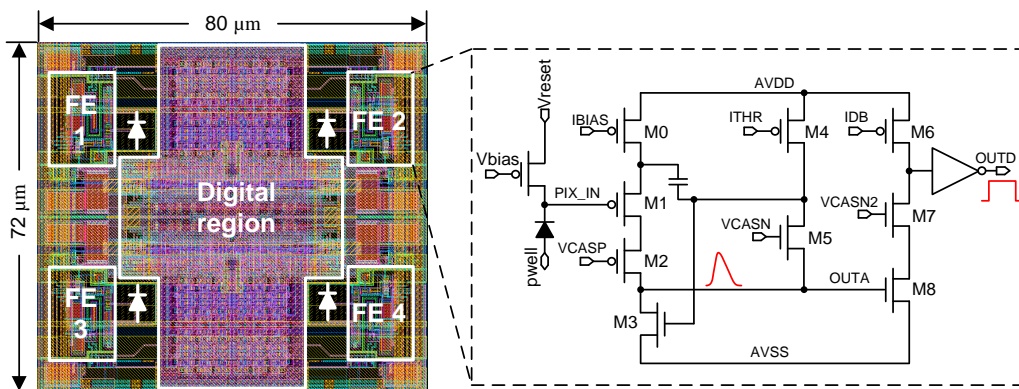 80 µm
72 µm
FE
1
FE 2
Digital
region
FE
3
FE 4
Vreset
Vbias
PIX_IN
pwell
IBIAS
M0
M1
VCASP
M2
M3
AVDD
ITHR
M4
VCASN
M5
IDB
M6
OUTD
VCASN2
M7
OUTA
M8
AVSS